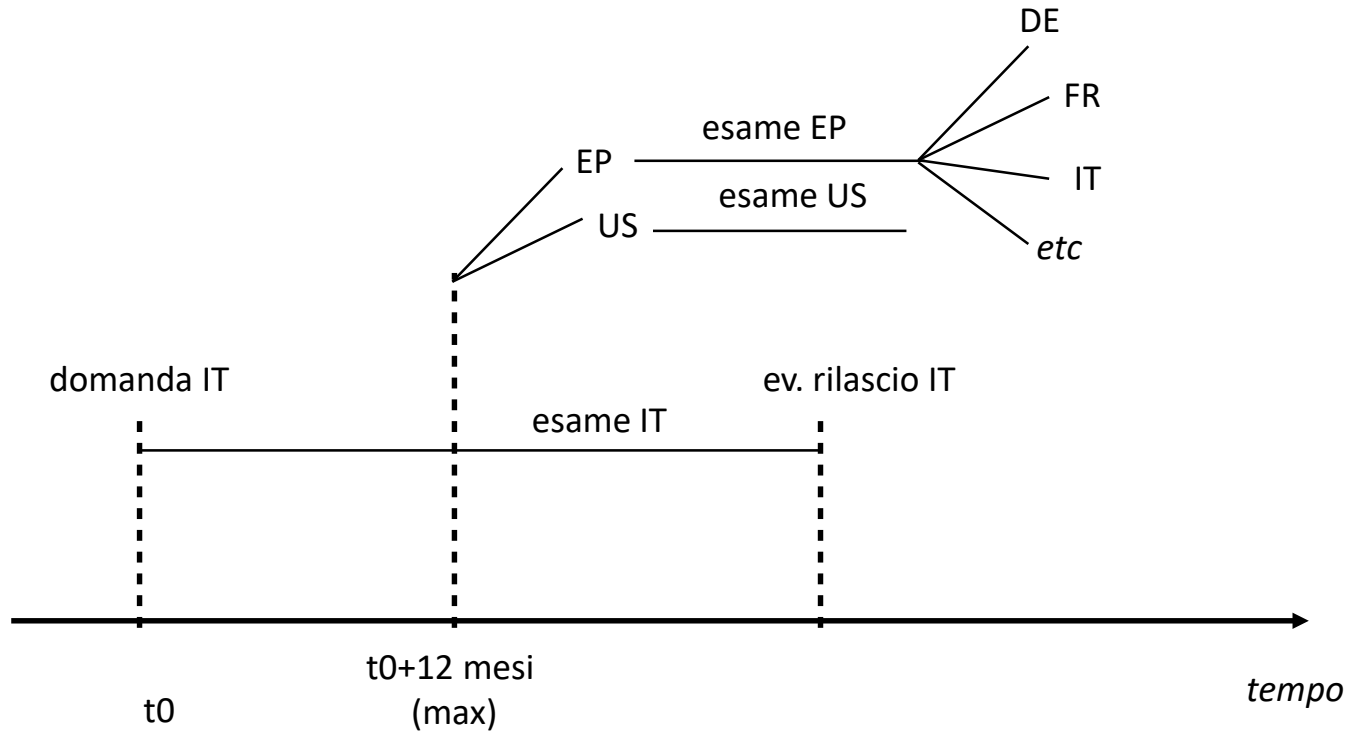 DE
FR
esame EP
EP
IT
esame US
US
etc
domanda IT
ev. rilascio IT
esame IT
t0+12 mesi
(max)
t0
tempo